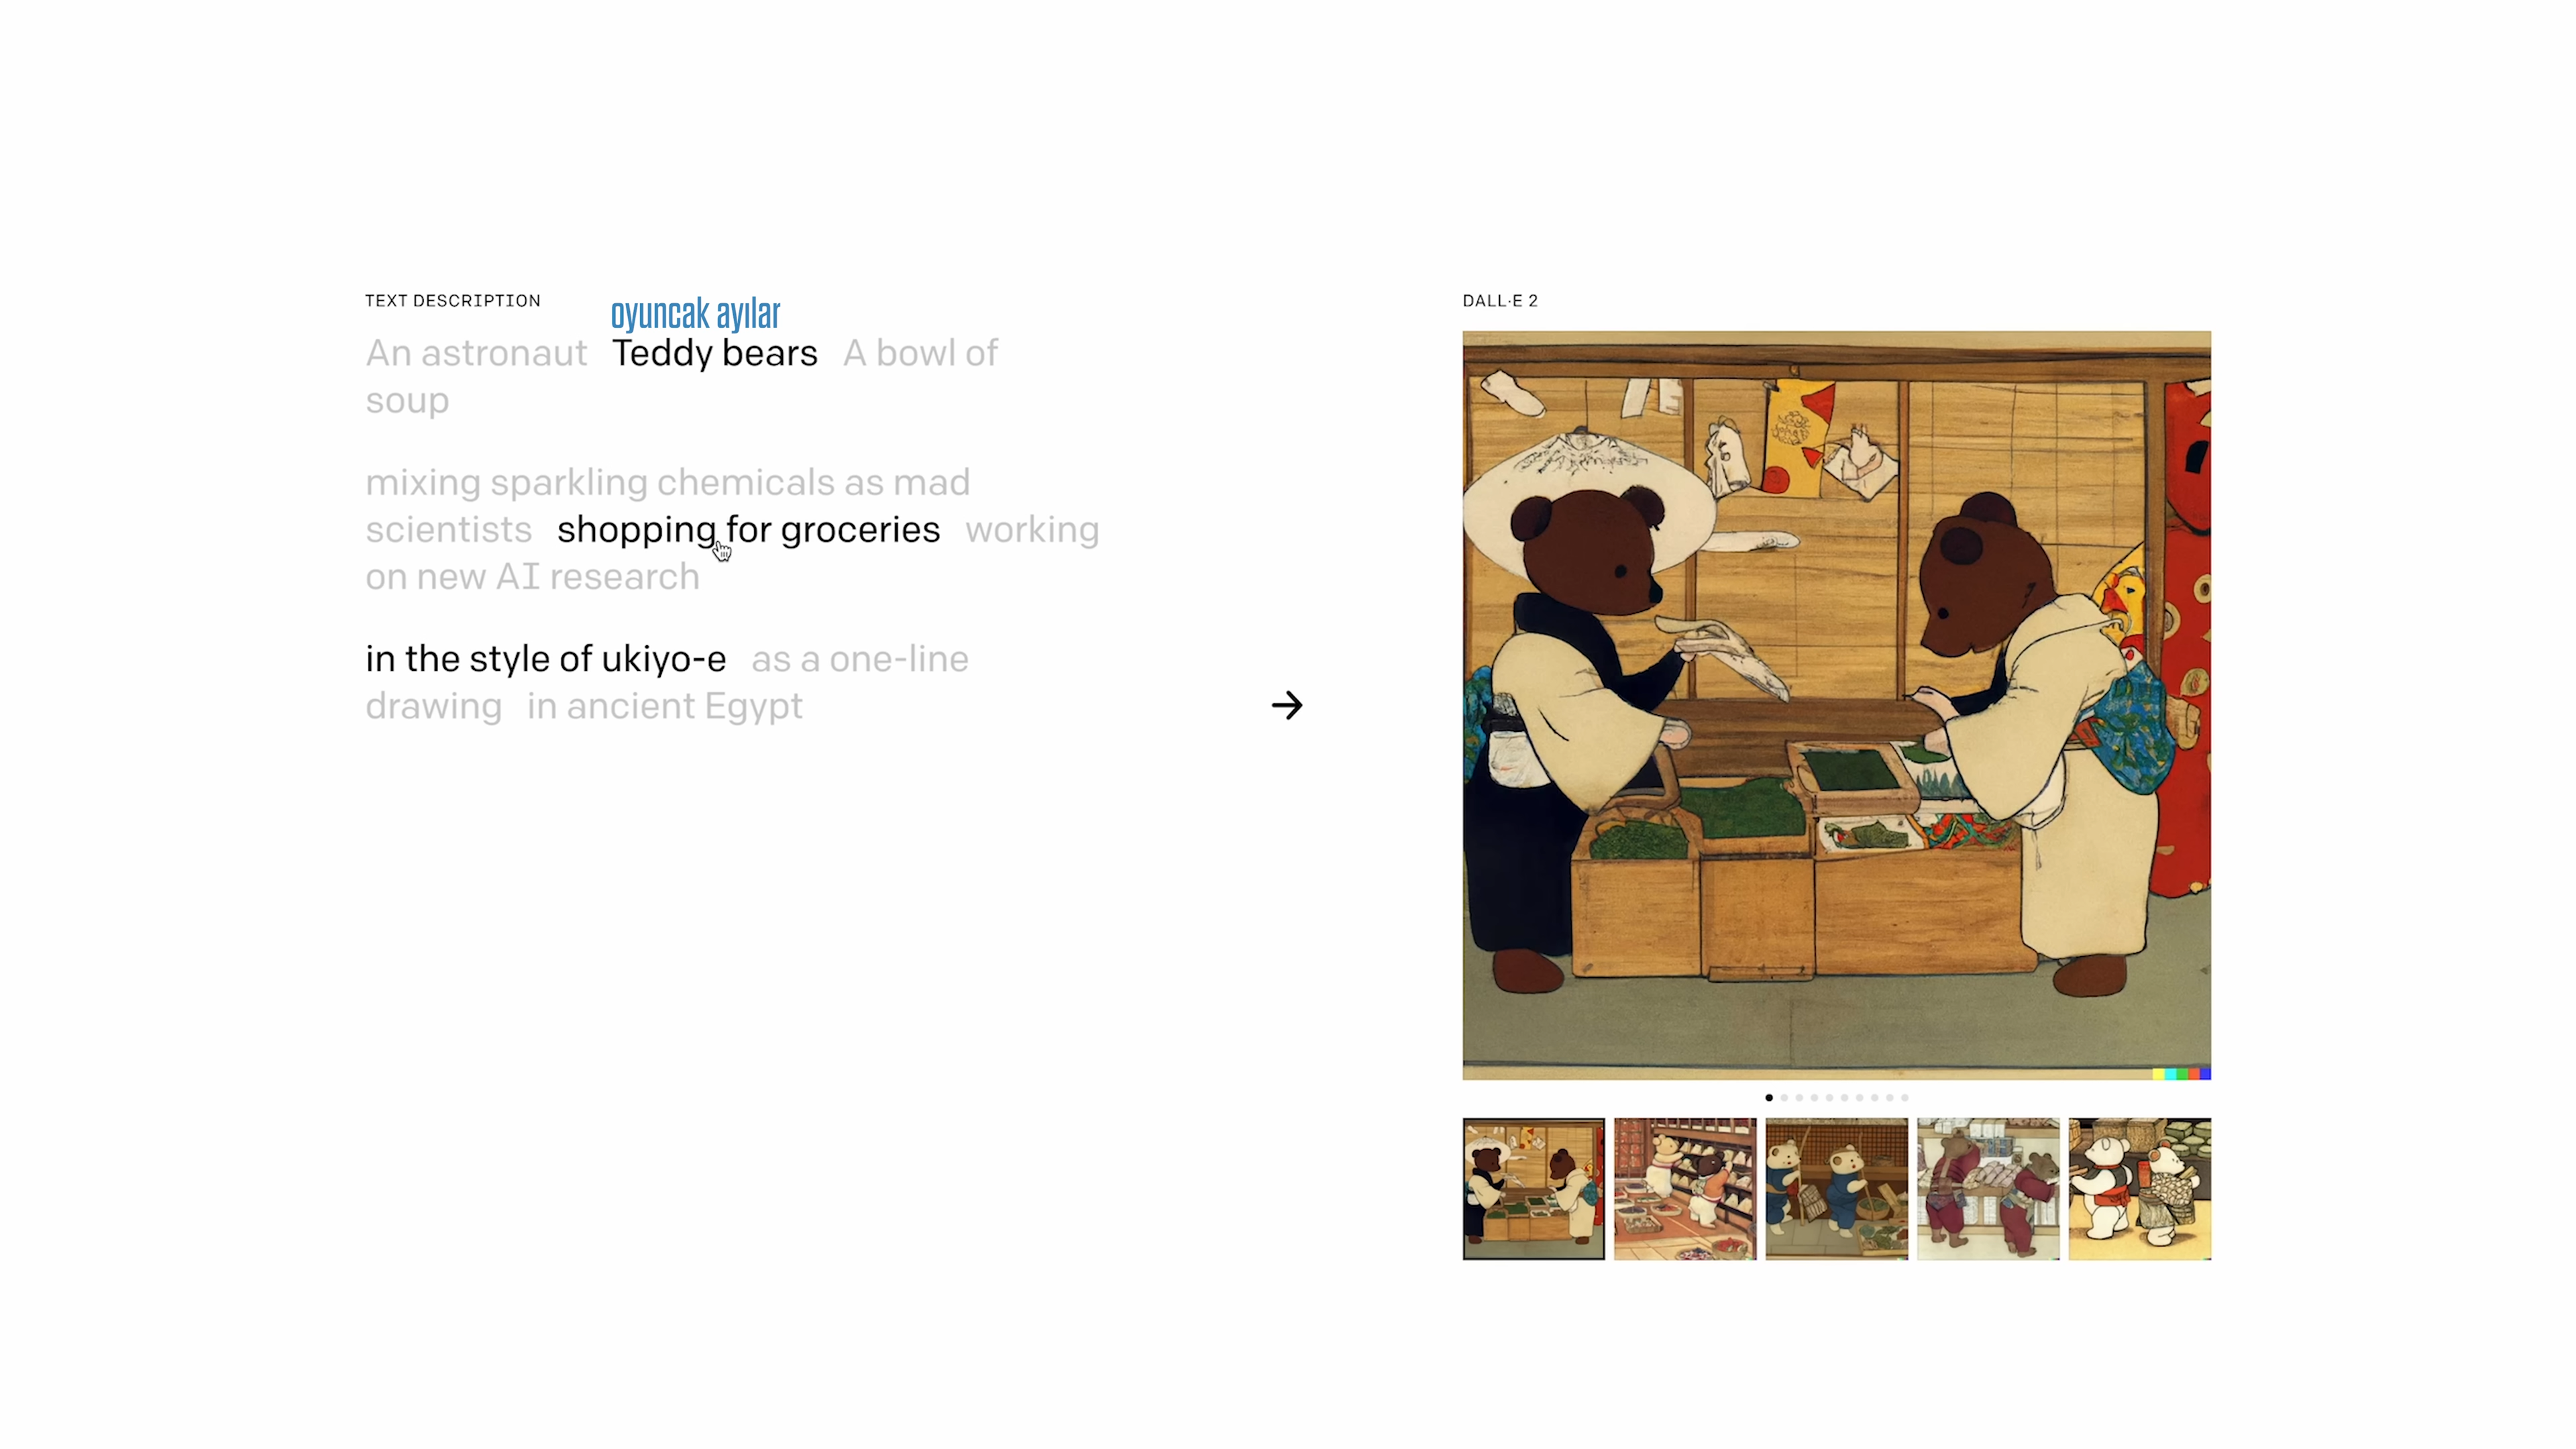 TEXT DESCRIPTION
oyuncak ayılar
An astronaut Teddy bears A bowl of
soup
mixing sparkling chemicals as mad
scientists shopping for groceries working
on new AI research
in the style of ukiyo-e as a one-line
drawing in ancient Egypt
DALL·E 2